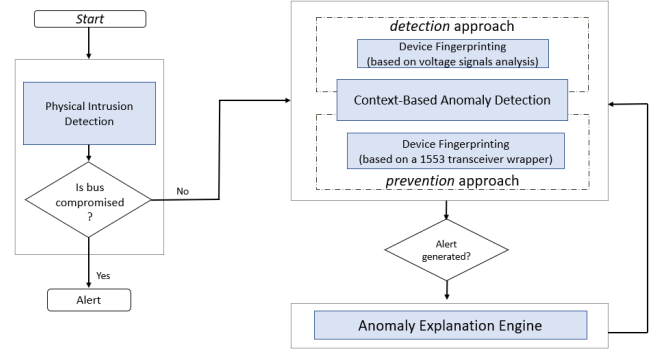 Start
Physical Intrusion
Detection
Is bus
compromised
?
No
Yes
Alert
detection approach
Device Fingerprinting
(based on voltage signals analysis)
Context-Based Anomaly Detection
Device Fingerprinting
(based on a 1553 transceiver wrapper)
prevention approach
Alert
generated?
Anomaly Explanation Engine